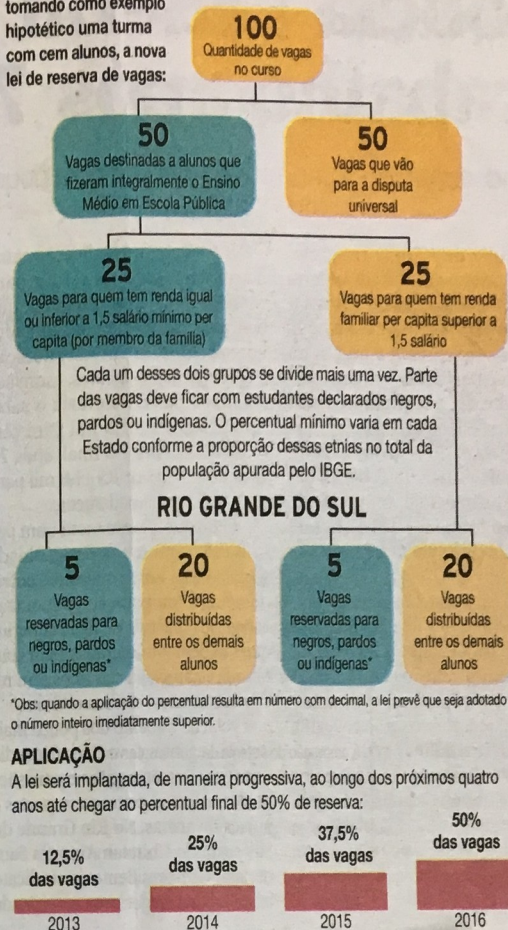 tomando como exemplo
hipotético uma turma
com cem alunos, a nova
lei de reserva de vagas:
100
Quantidade de vagas
no curso
50
Vagas destinadas a alunos que
fizeram integralmente o Ensino
Médio em Escola Pública
50
Vagas que vão
para a disputa
universal
25
Vagas para quem tem renda igual
ou inferior a 1,5 salário mínimo per
capita (por membro da família)
25
Vagas para quem tem renda
familiar per capita superior a
1,5 salário
Cada um desses dois grupos se divide mais uma vez. Parte
das vagas deve ficar com estudantes declarados negros,
pardos ou indígenas. O percentual mínimo varia em cada
Estado conforme a proporção dessas etnias no total da
população apurada pelo IBGE.
RIO GRANDE DO SUL
5
Vagas
reservadas para
negros, pardos
ou indígenas*
20
Vagas
distribuídas
entre os demais
alunos
5
Vagas
reservadas para
negros, pardos
ou indígenas*
20
Vagas
distribuídas
entre os demais
alunos
*Obs: quando a aplicação do percentual resulta em número com decimal, a lei prevê que seja adotado
o número inteiro imediatamente superior.
APLICAÇÃO
A lei será implantada, de maneira progressiva, ao longo dos próximos quatro
anos até chegar ao percentual final de 50% de reserva:
12,5%
das vagas
2013
25%
das vagas
2014
37,5%
das vagas
2015
50%
das vagas
2016